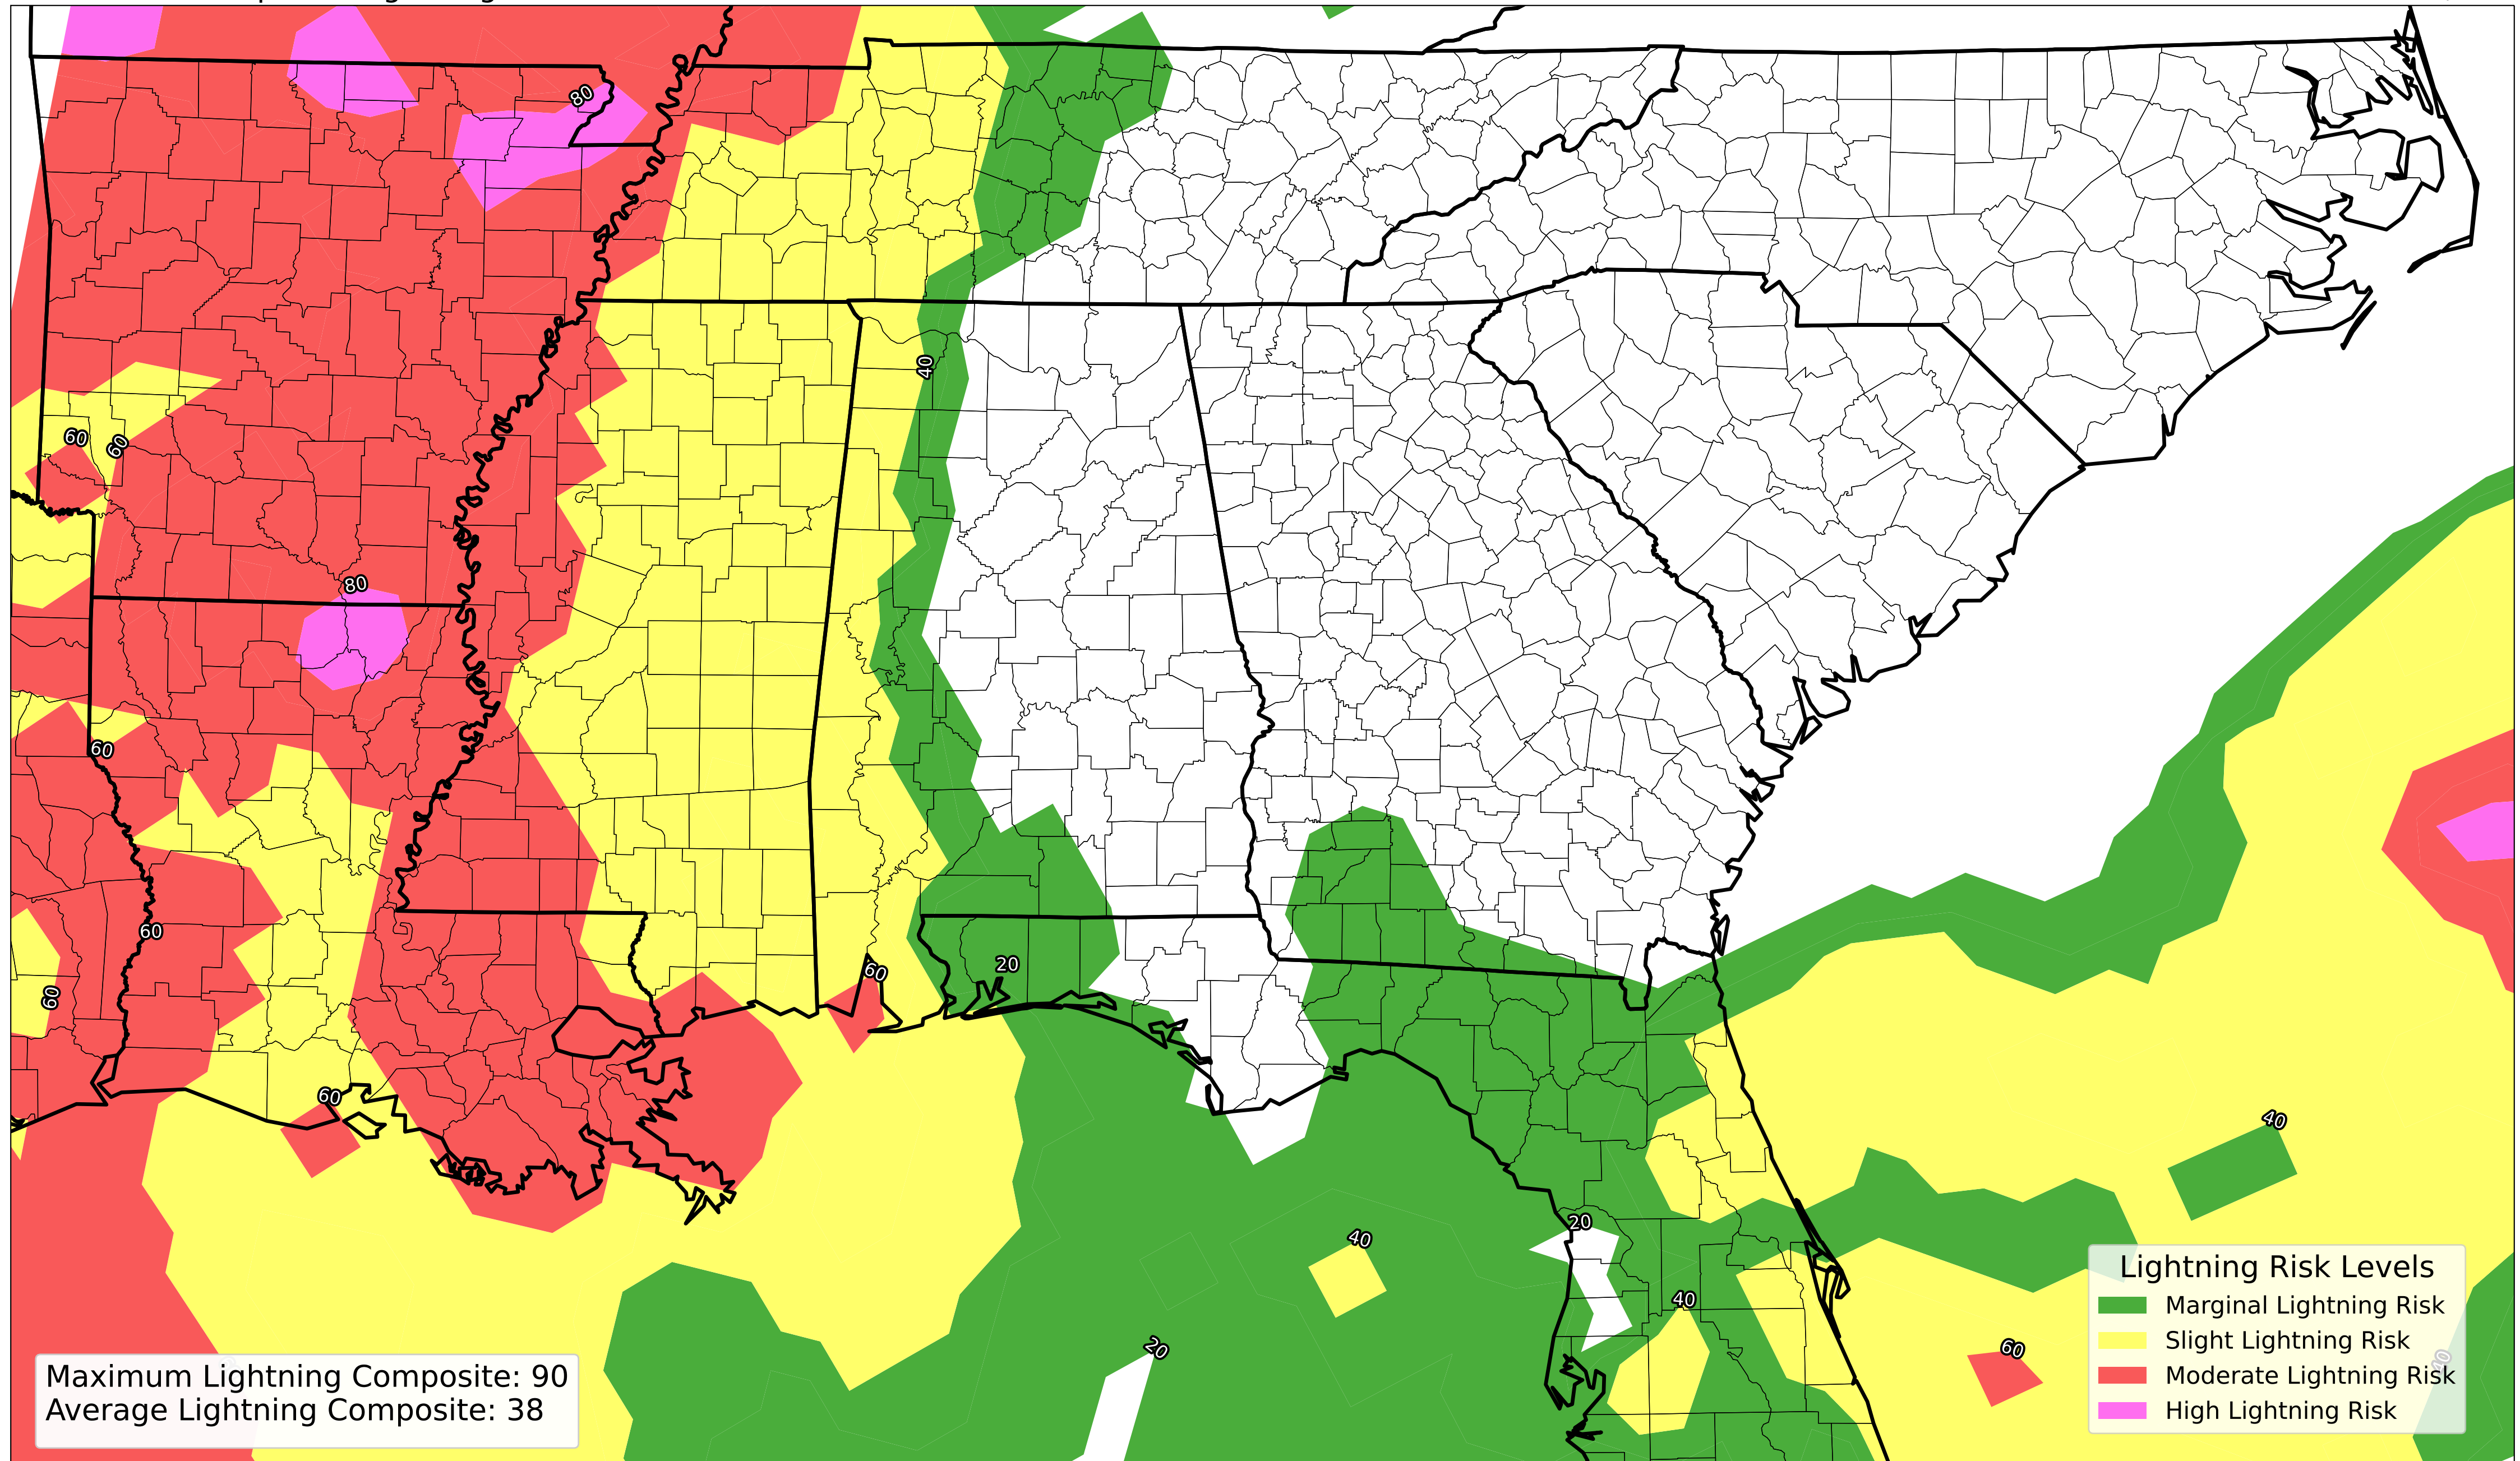 80
40
60
60
80
60
60
60
60
20
60
40
20
40
20
40
60
40
Lightning Risk Levels
Marginal Lightning Risk
Slight Lightning Risk
Moderate Lightning Risk
High Lightning Risk
Maximum Lightning Composite: 90
Average Lightning Composite: 38